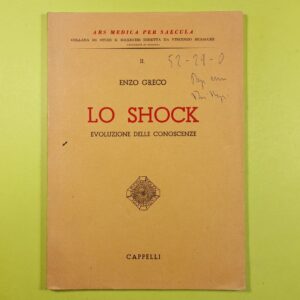 ARS MEDICA PER SAECULA
COLLANA DI STUDI E RICERCHE DIRETTA DA VINCENZO BUSACCHI
II.
ENZO GRECO
LO SHOCK
EVOLUZIONE DELLE CONOSCENZE
CAPPELLI